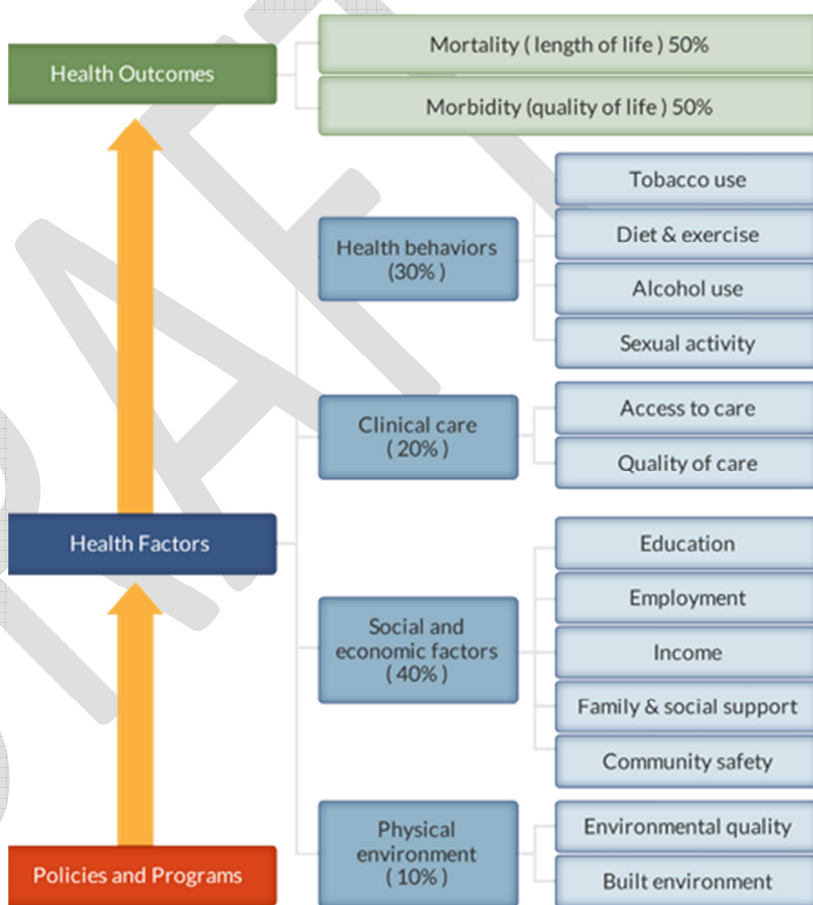 Health Outcomes
Mortality ( length of life ) 50%
Morbidity (quality of life ) 50%
Health behaviors
(30% )
Tobacco use
Diet & exercise
Alcohol use
Sexual activity
Clinical care
( 20% )
Access to care
Quality of care
Health Factors
Social and
economic factors
( 40% )
Education
Employment
Income
Family & social support
Community safety
Physical
environment
( 10% )
Environmental quality
Built environment
Policies and Programs